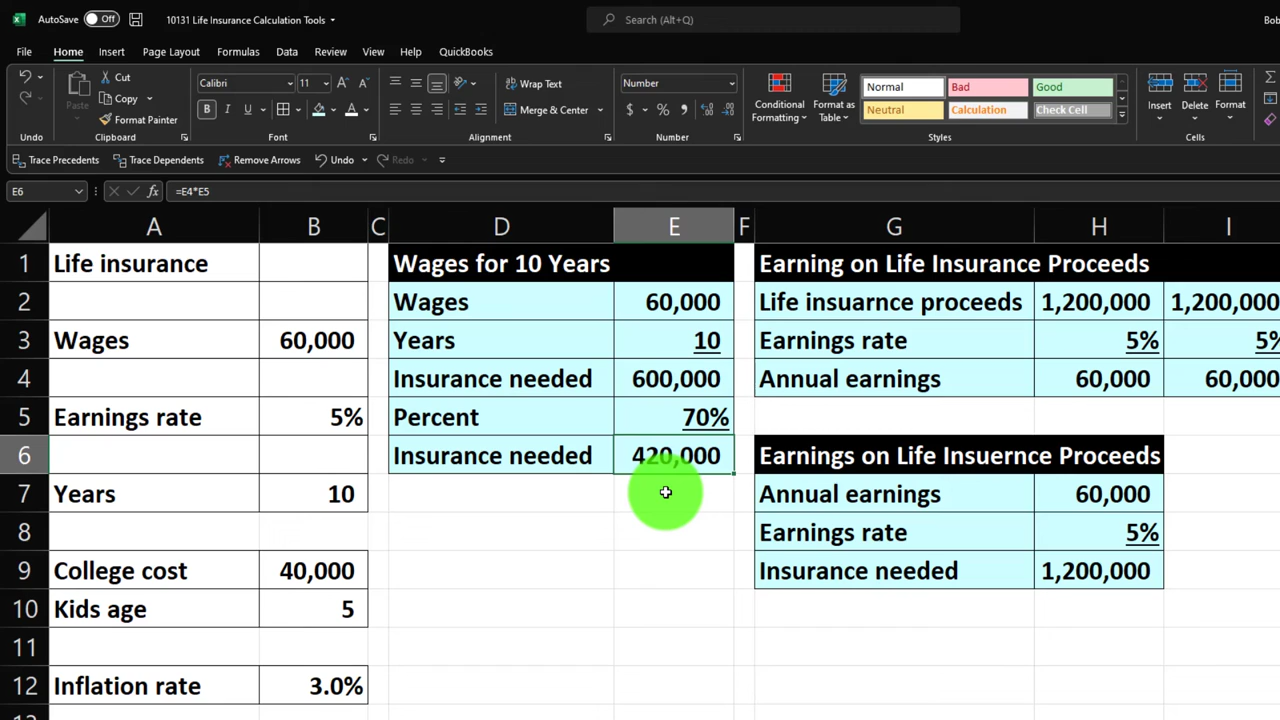 AutoSave Off 10131 Life Insurance Calculation Tools Search (Alt+Q) Bob
File Home Insert Page Layout Formulas Data Review View Help QuickBooks
Undo
Paste Cut
Copy
Format Painter
Clipboard
Calibri 11 A A
B I U A
Font
ab Wrap Text
Merge & Center
Alignment
Number
$ % ,
Number
Conditional Formatting
Format as Table
Normal Bad Good
Neutral Calculation Check Cell
Styles
Insert Delete Format
Cells
Trace Precedents Trace Dependents Remove Arrows Undo Redo
E6 fx =E4*E5
A B C D E F G H I
1 Life insurance Wages for 10 Years Earning on Life Insurance Proceeds
2 Wages 60,000 Life insuarnce proceeds 1,200,000 1,200,000
3 Wages 60,000 Years 10 Earnings rate 5% 5%
4 Insurance needed 600,000 Annual earnings 60,000 60,000
5 Earnings rate 5% Percent 70%
6 Insurance needed 420,000 Earnings on Life Insuernce Proceeds
7 Years 10 Annual earnings 60,000
8 Earnings rate 5%
9 College cost 40,000 Insurance needed 1,200,000
10 Kids age 5
11
12 Inflation rate 3.0%